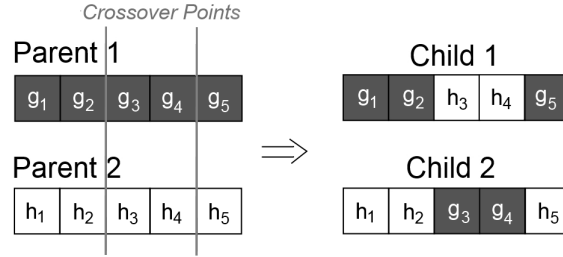 Crossover Points
Parent 1
g₁ g₂ g₃ g₄ g₅
Parent 2
h₁ h₂ h₃ h₄ h₅
Child 1
g₁ g₂ h₃ h₄ g₅
Child 2
h₁ h₂ g₃ g₄ h₅